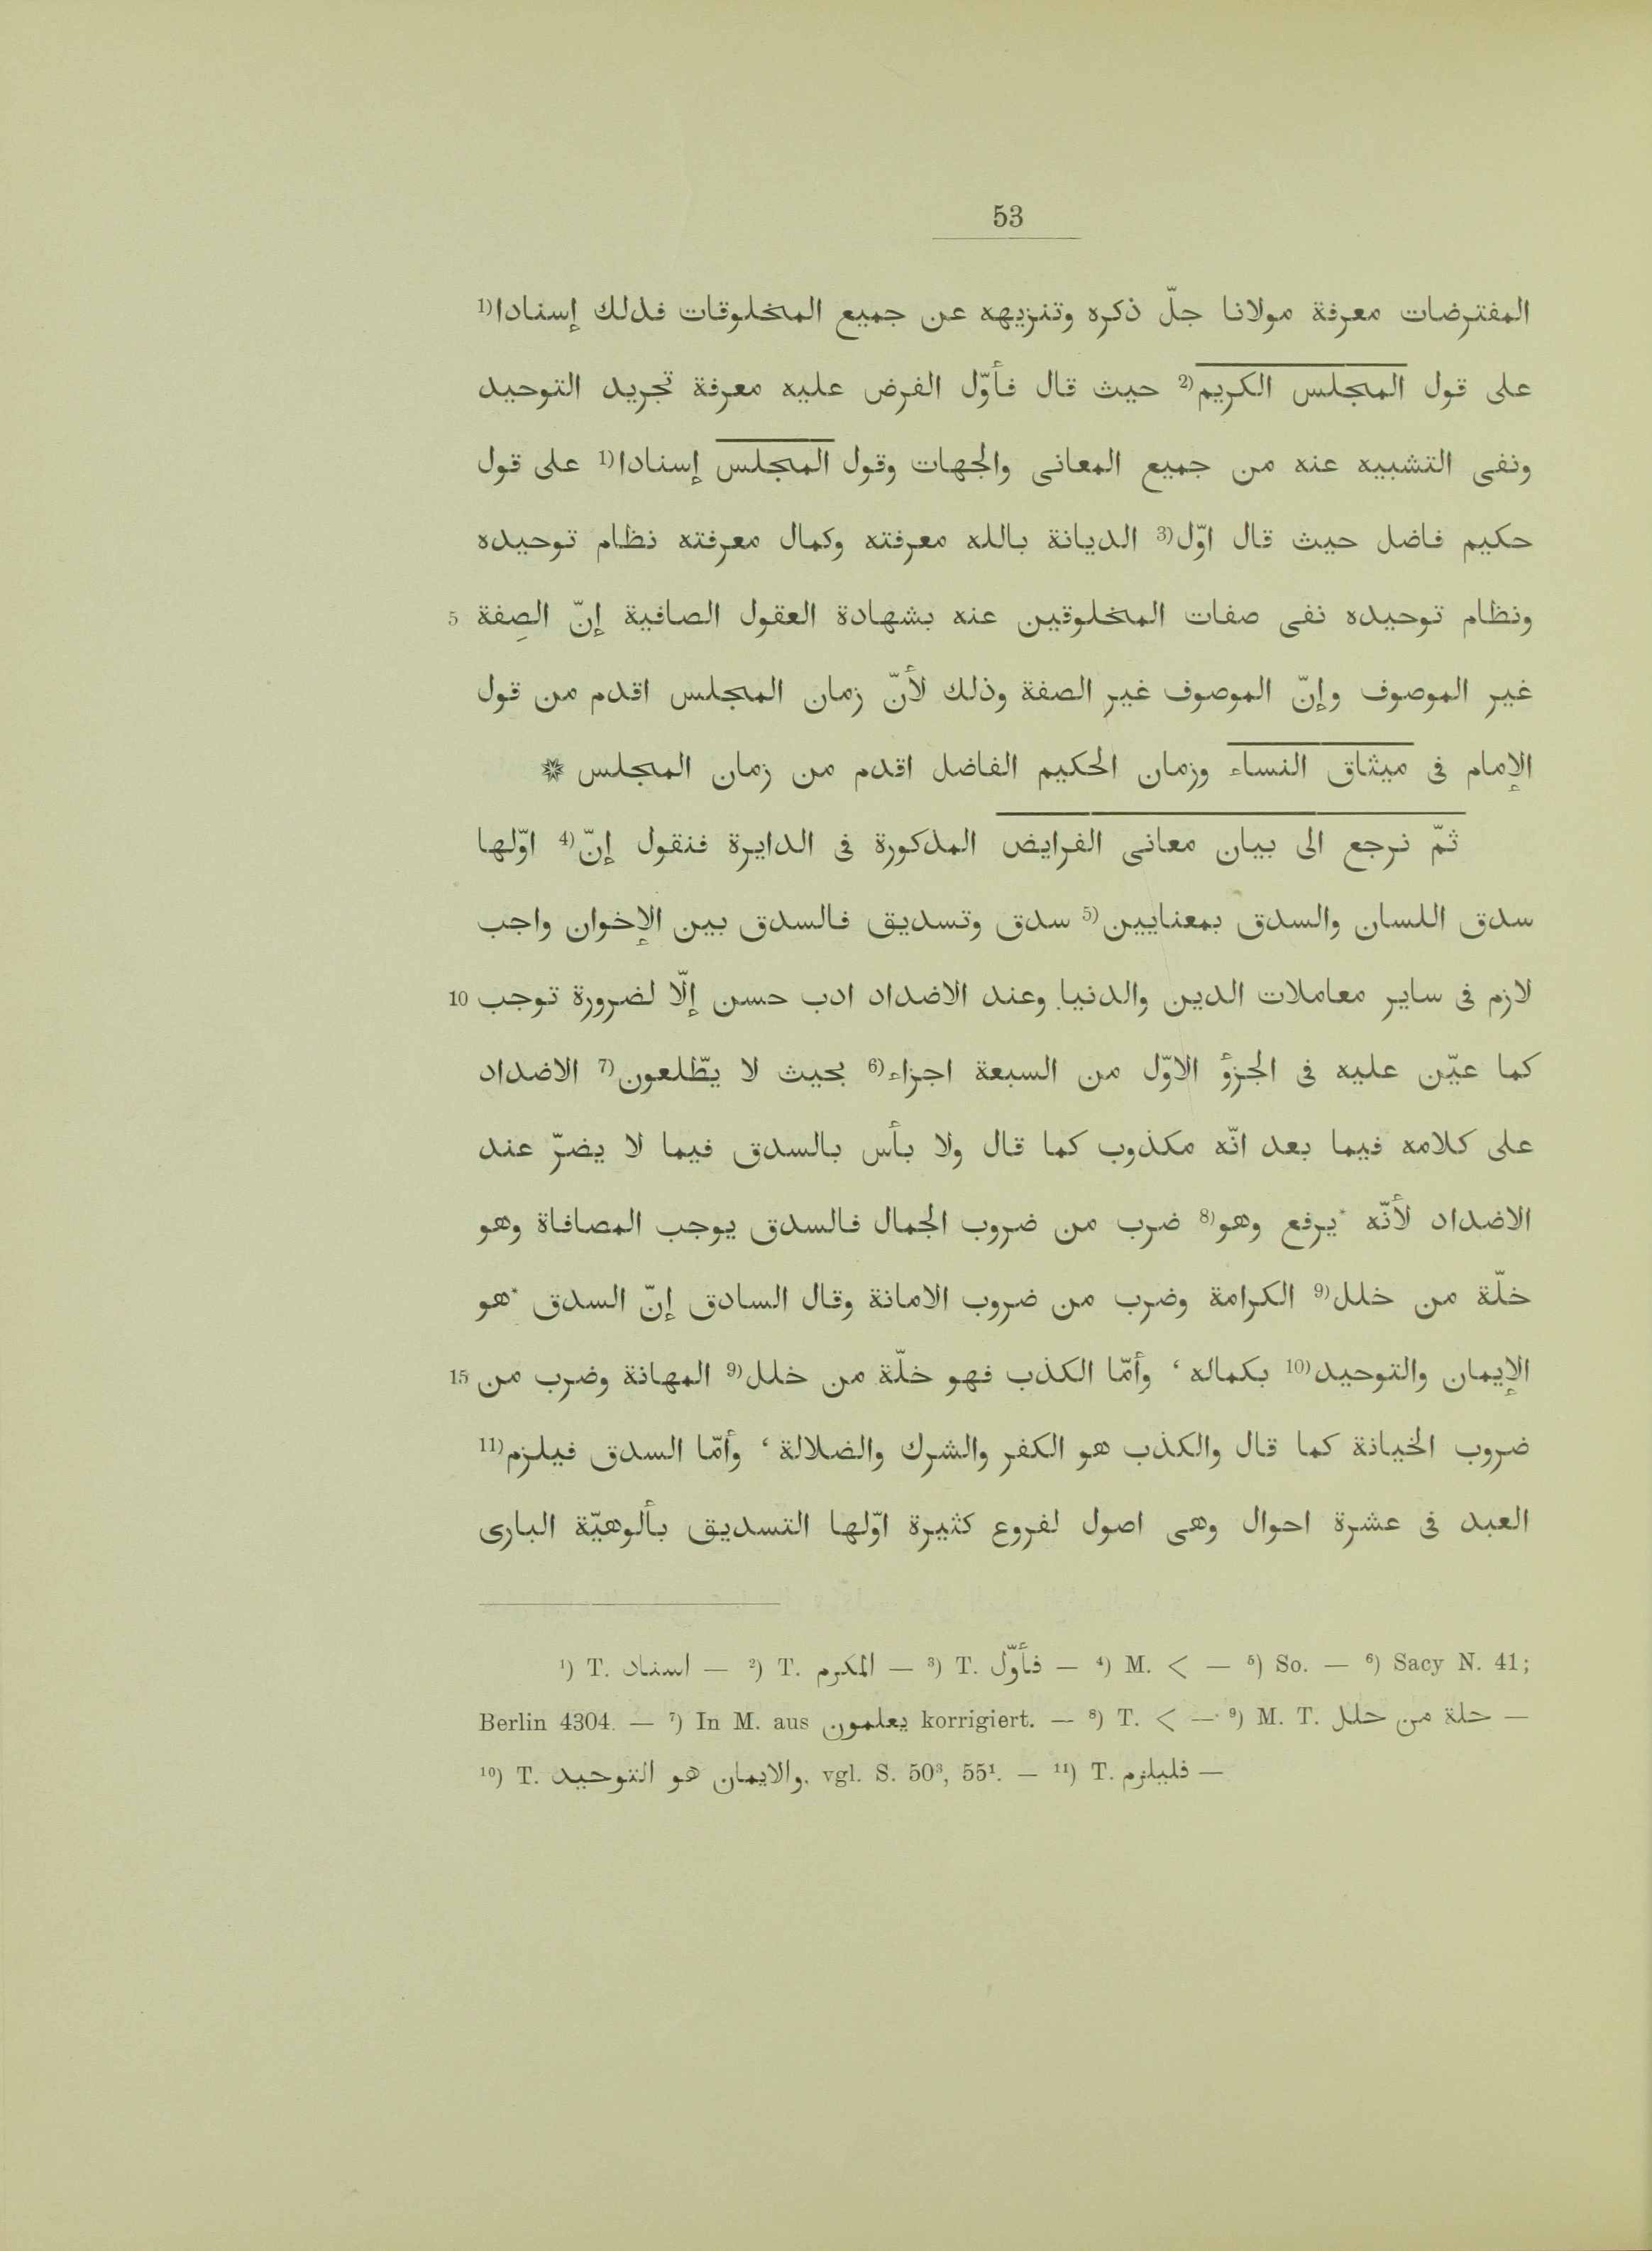 53
المفترضات معرفة مولانا جلّ ذكره وتنزيهه عن جميع المخلوقات فذلك إسنادا(1
على قول المجلس الكريم(2 حيث قال فأوّل الفرض عليه معرفة تجريد التوحيد
ونفى التشبيه عنه من جميع المعانى والجهات وقول المجلس إسنادا(1 على قول
حكيم فاضل حيث قال اوّل(3 الديانة بالله معرفته وكمال معرفته نظام توحيده
ونظام توحيده نفى صفات المخلوقين عنه بشهادة العقول الصافية إنّ الصِفة 5
غير الموصوف وإنّ الموصوف غير الصفة وذلك لأنّ زمان المجلس اقدم من قول
الإمام فى ميثاق النساء وزمان الحكيم الفاضل اقدم من زمان المجلس ❋
ثمّ نرجع الى بيان معانى الفرايض المذكورة فى الدايرة فنقول إنّ(4 اوّلها
سدق اللسان والسدق بمعنايين(5 سدق وتسديق فالسدق بين الإخوان واجب
لازم فى ساير معاملات الدين والدنيا وعند الاضداد ادب حسن إلّا لضرورة توجب 10
كما عيّن عليه فى الجزؤ الاوّل من السبعة اجزاء(6 بحيث لا يطّلعون(7 الاضداد
على كلامه فيما بعد انّه مكذوب كما قال ولا بأس بالسدق فيما لا يضرّ عند
الاضداد لأنّه *يرفع وهو(8 ضرب من ضروب الجمال فالسدق يوجب المصافاة وهو
خلّة من خلل(9 الكرامة وضرب من ضروب الامانة وقال السادق إنّ السدق *هو
الإيمان والتوحيد(10 بكماله ، وأمّا الكذب فهو خلّة من خلل(9 المهانة وضرب من 15
ضروب الخيانة كما قال والكذب هو الكفر والشرك والضلالة ، وأمّا السدق فيلزم(11
العبد فى عشرة احوال وهى اصول لفروع كثيرة اوّلها التسديق بألوهيّة البارى
¹) T. اسناد — ²) T. المكرم — ³) T. فأوّل — ⁴) M. < — ⁵) So. — ⁶) Sacy N. 41;
Berlin 4304. — ⁷) In M. aus يعلمون korrigiert. — ⁸) T. < — ⁹) M. T. حلة من حلل —
¹⁰) T. والايمان هو التوحيد. vgl. S. 50³, 55¹. — ¹¹) T. فليلزم —